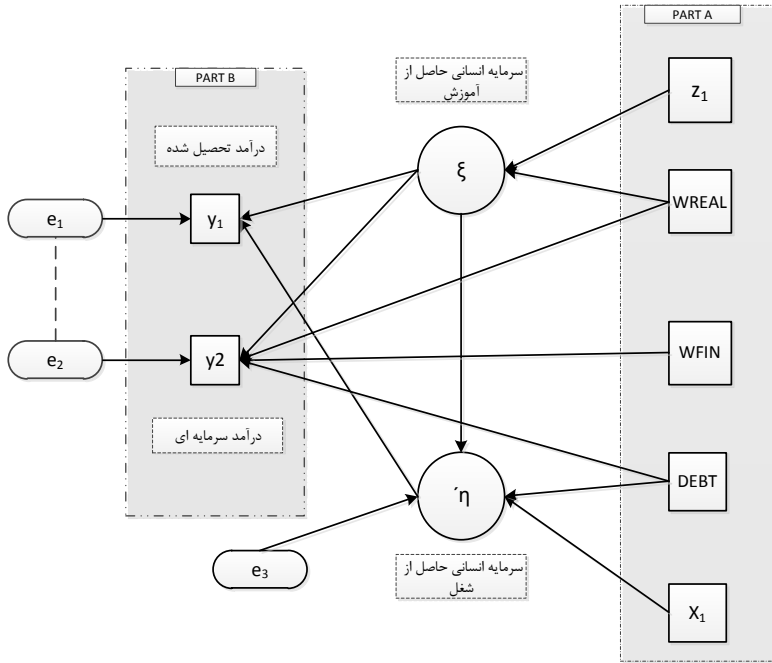 PART A
PART B
سرمایه انسانی حاصل از
آموزش
z1
درآمد تحصیل شده
ξ
WREAL
e1
y1
e2
y2
WFIN
درآمد سرمایه ای
DEBT
´η
e3
سرمایه انسانی حاصل از
شغل
X1